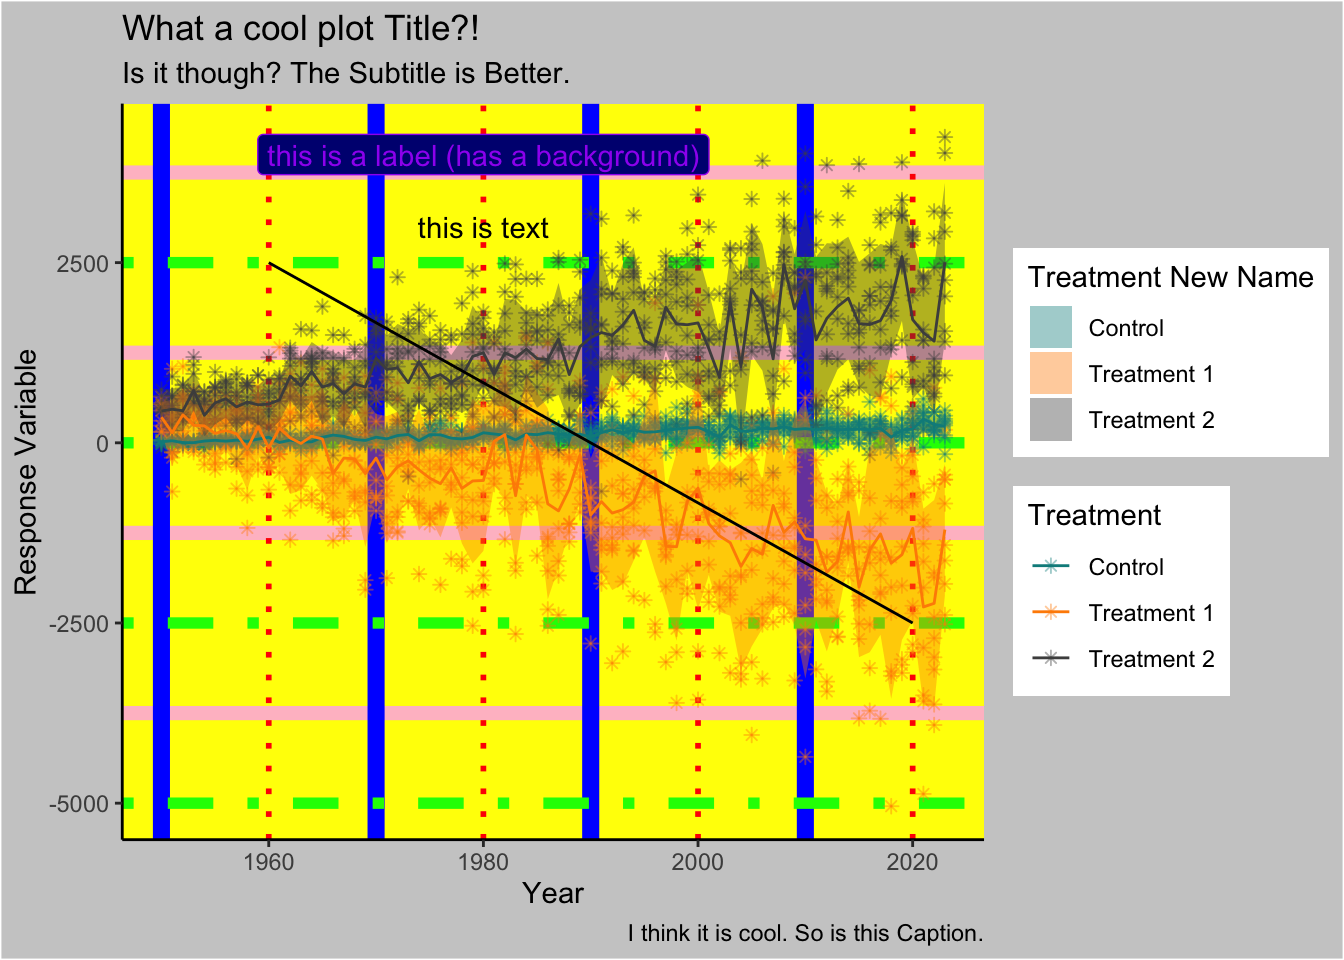 What a cool plot Title?!
Is it though? The Subtitle is Better.
this is a label (has a background)
this is text
Response Variable
2500
0
-2500
-5000
1960
1980
2000
2020
Year
I think it is cool. So is this Caption.
Treatment New Name
Control
Treatment 1
Treatment 2
Treatment
Control
Treatment 1
Treatment 2